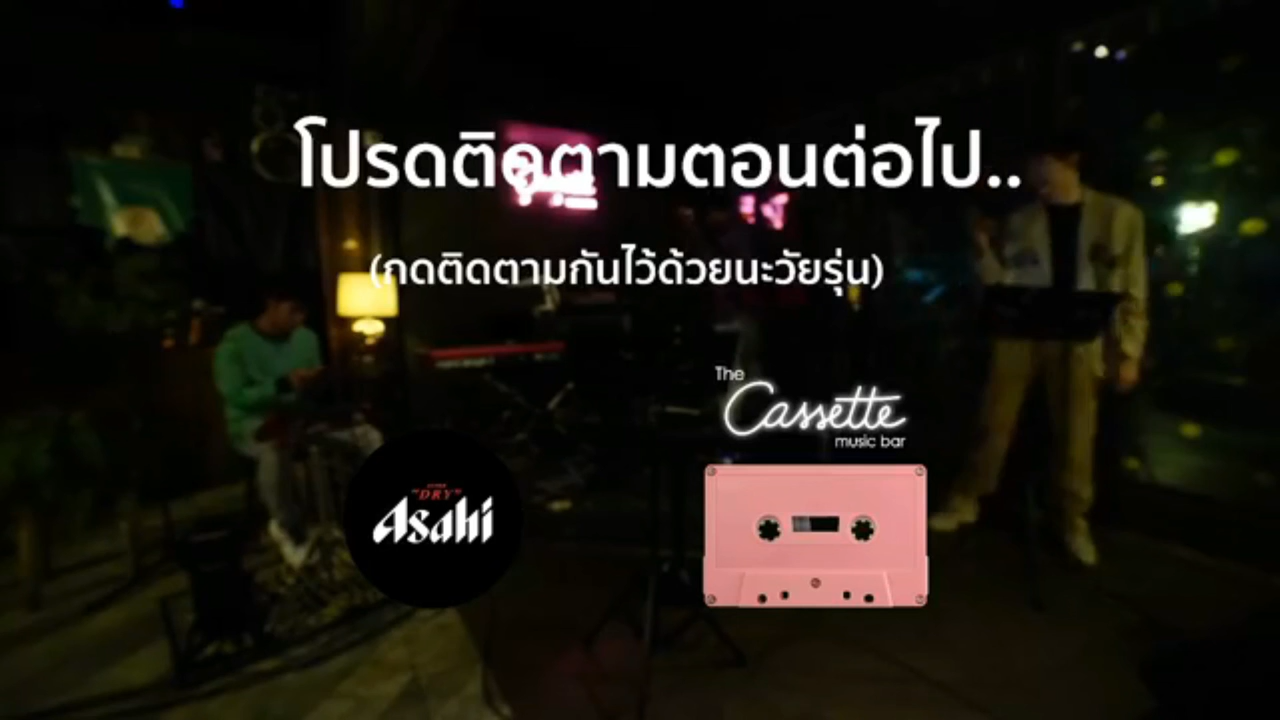 โปรดติดตามตอนต่อไป..
(กดติดตามกันไว้ด้วยนะวัยรุ่น)
The
Cassette
music bar
"DRY"
Asahi